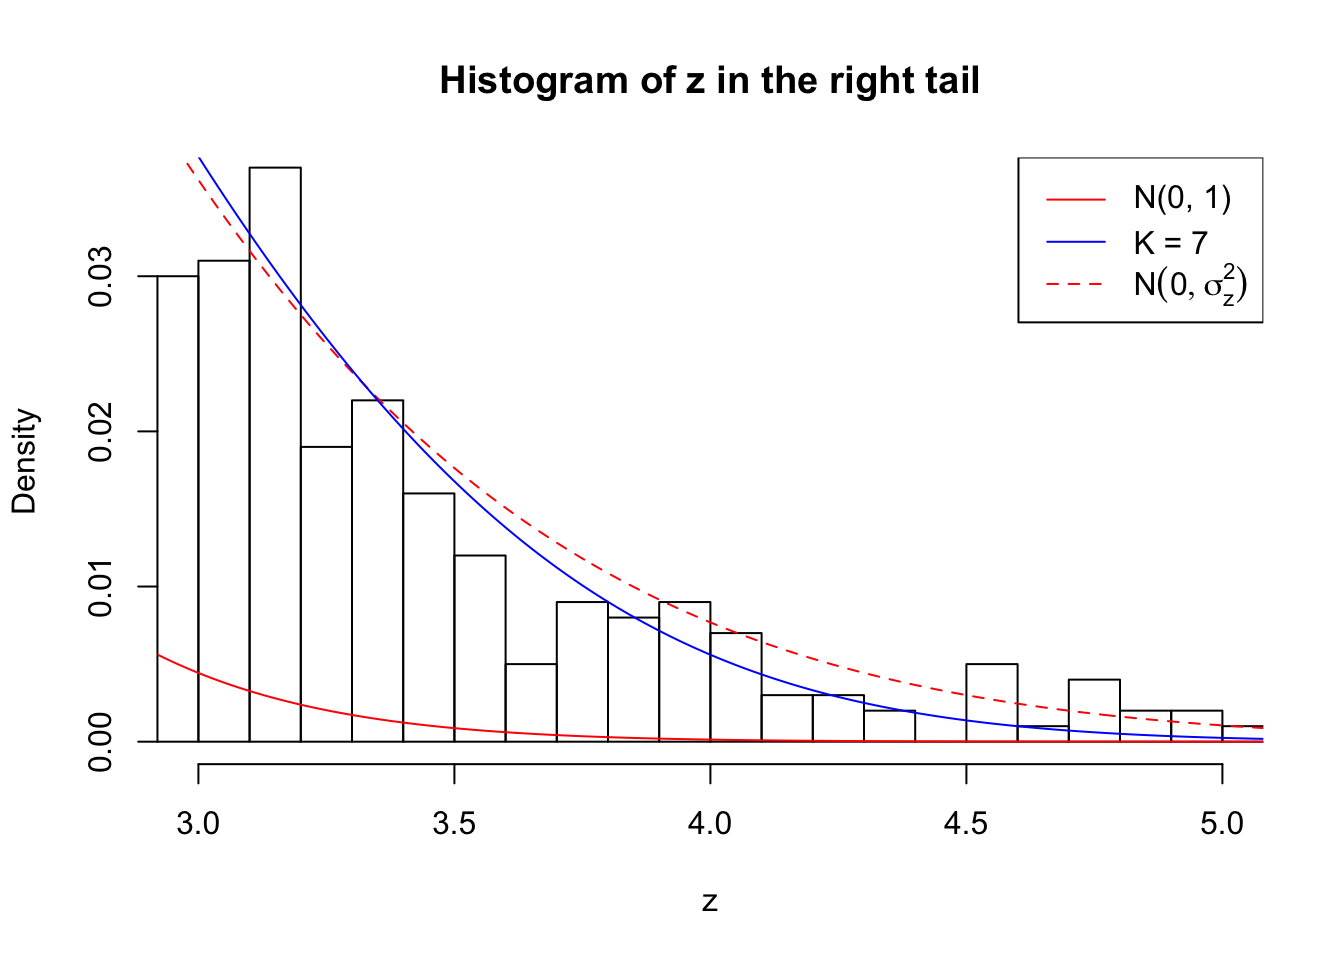 Histogram of z in the right tail
N(0, 1)
K = 7
N(0, σ_z^2)
Density
0.03
0.02
0.01
0.00
3.0 3.5 4.0 4.5 5.0
z